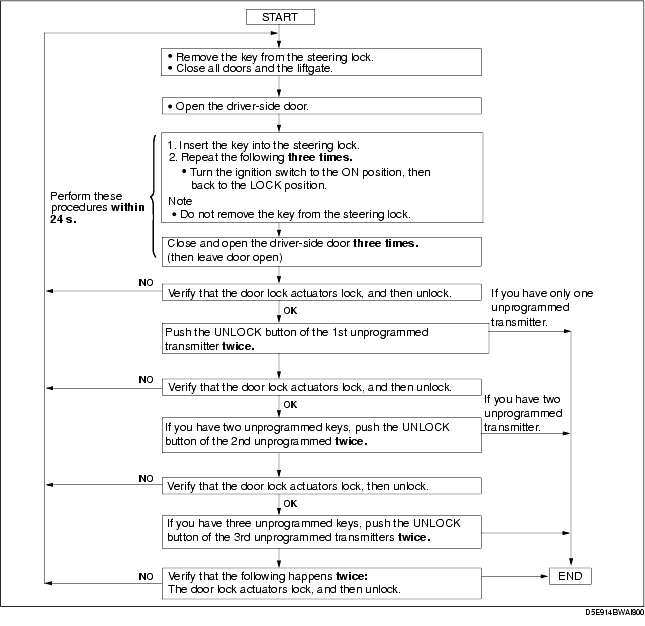 START
• Remove the key from the steering lock.
• Close all doors and the liftgate.
• Open the driver-side door.
Perform these
procedures within
24 s.
1. Insert the key into the steering lock.
2. Repeat the following three times.
• Turn the ignition switch to the ON position, then
back to the LOCK position.
Note
• Do not remove the key from the steering lock.
Close and open the driver-side door three times.
(then leave door open)
NO
Verify that the door lock actuators lock, and then unlock.
OK
If you have only one
unprogrammed
transmitter.
Push the UNLOCK button of the 1st unprogrammed
transmitter twice.
NO
Verify that the door lock actuators lock, and then unlock.
OK
If you have two
unprogrammed
transmitter.
If you have two unprogrammed keys, push the UNLOCK
button of the 2nd unprogrammed twice.
NO
Verify that the door lock actuators lock, then unlock.
OK
If you have three unprogrammed keys, push the UNLOCK
button of the 3rd unprogrammed transmitters twice.
NO
Verify that the following happens twice:
The door lock actuators lock, and then unlock.
END
D5E914BWAI800